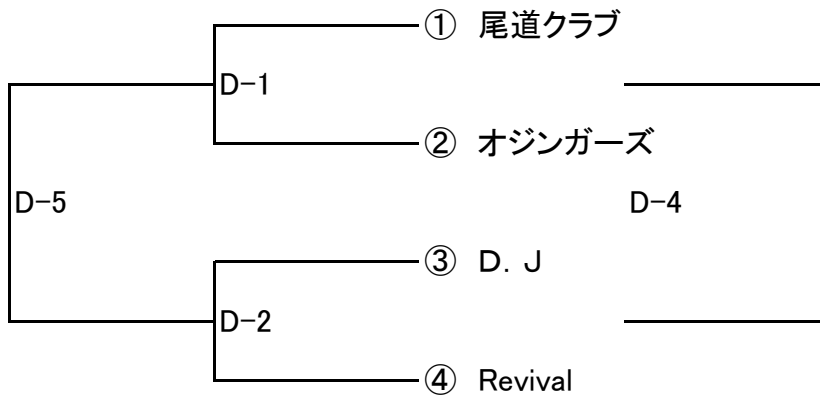 ① 尾道クラブ
D-1
② オジンガーズ
D-5
D-4
③ D．J
D-2
④ Revival